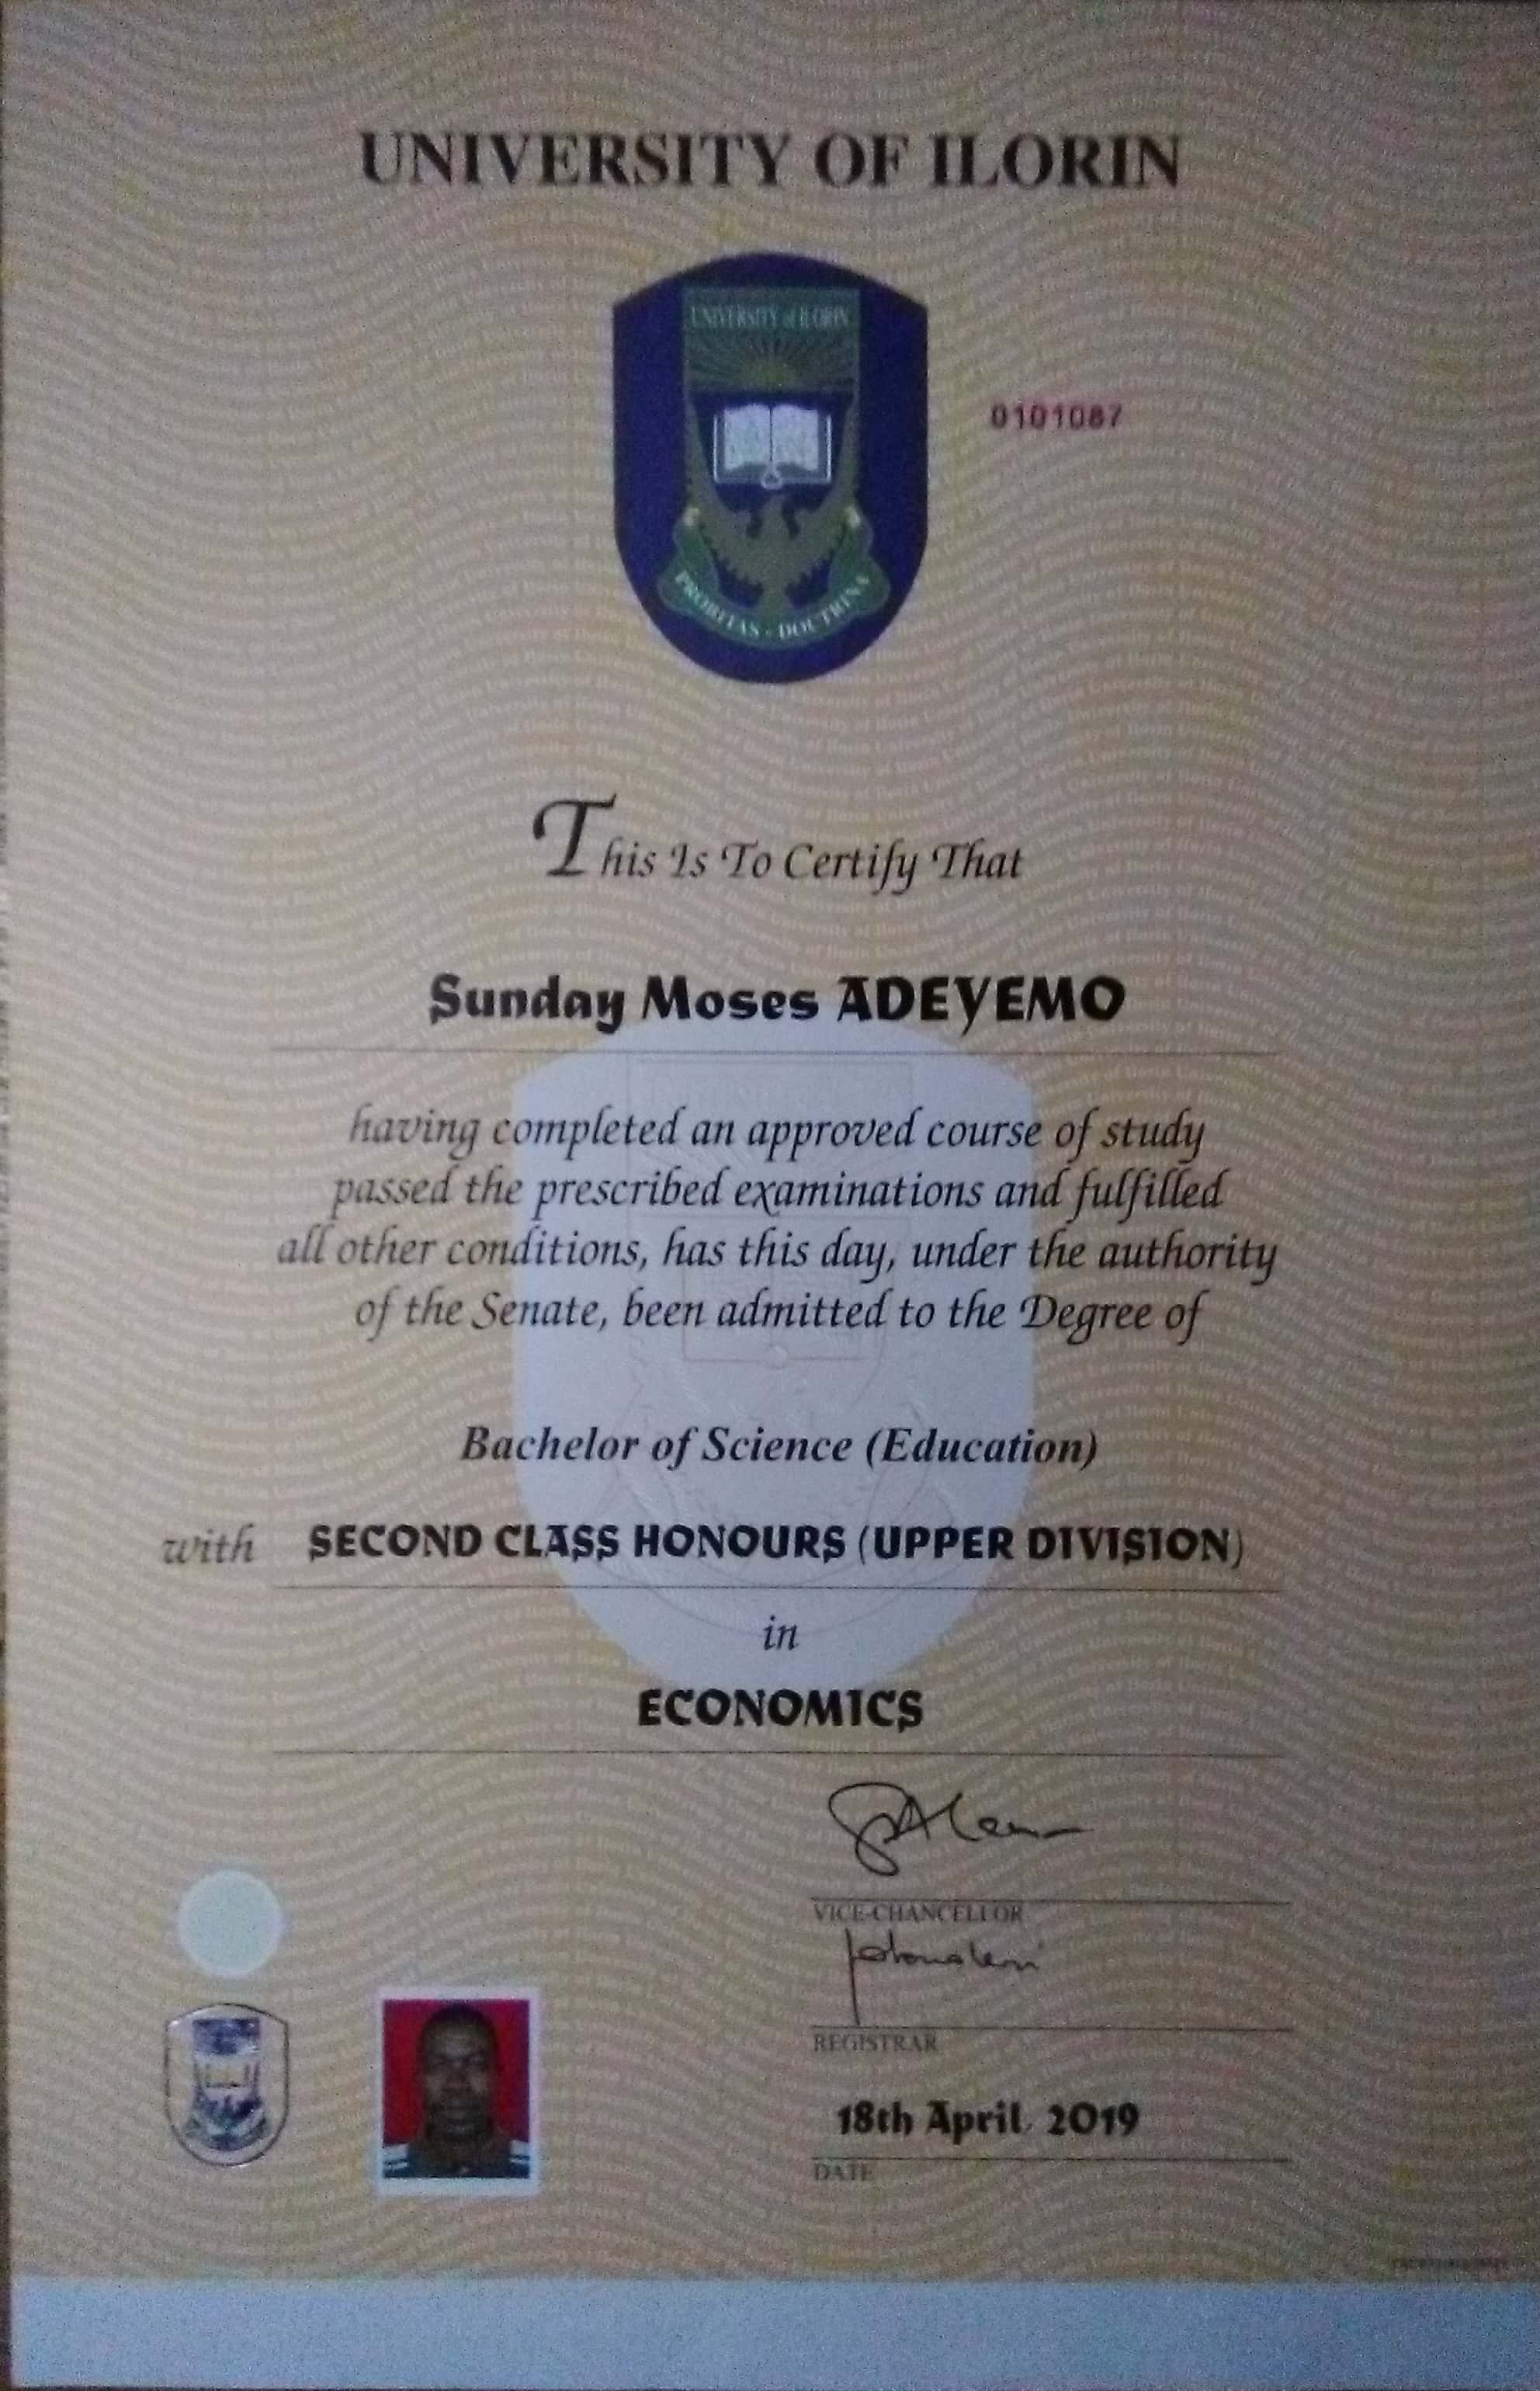 UNIVERSITY OF ILORIN
UNIVERSITY of ILORIN
0101087
PROBITAS - DOCTRINA
This Is To Certify That
Sunday Moses ADEYEMO
having completed an approved course of study
passed the prescribed examinations and fulfilled
all other conditions, has this day, under the authority
of the Senate, been admitted to the Degree of
Bachelor of Science (Education)
with SECOND CLASS HONOURS (UPPER DIVISION)
in
ECONOMICS
VICE-CHANCELLOR
REGISTRAR
18th April, 2019
DATE